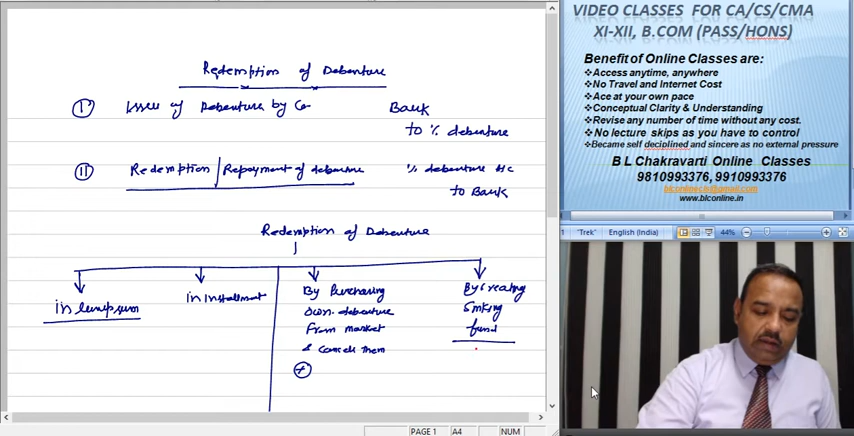 Redemption of Debenture
I Issue of Debenture by Co
Bank
to % debenture
II Redemption / Repayment of debenture
% debenture A/c
to Bank
Redemption of Debenture
in lumpsum
in installment
By Purchasing
own debenture
From market
& cancel them
By creating
sinking
fund
PAGE 1 A4 NUM
VIDEO CLASSES FOR CA/CS/CMA
XI-XII, B.COM (PASS/HONS)
Benefit of Online Classes are:
❖Access anytime, anywhere
❖No Travel and Internet Cost
❖Ace at your own pace
❖Conceptual Clarity & Understanding
❖Revise any number of time without any cost.
❖No lecture skips as you have to control
❖Became self deciplined and sincere as no external pressure
B L Chakravarti Online Classes
9810993376, 9910993376
www.blconline.in
1 "Trek" English (India) 44%